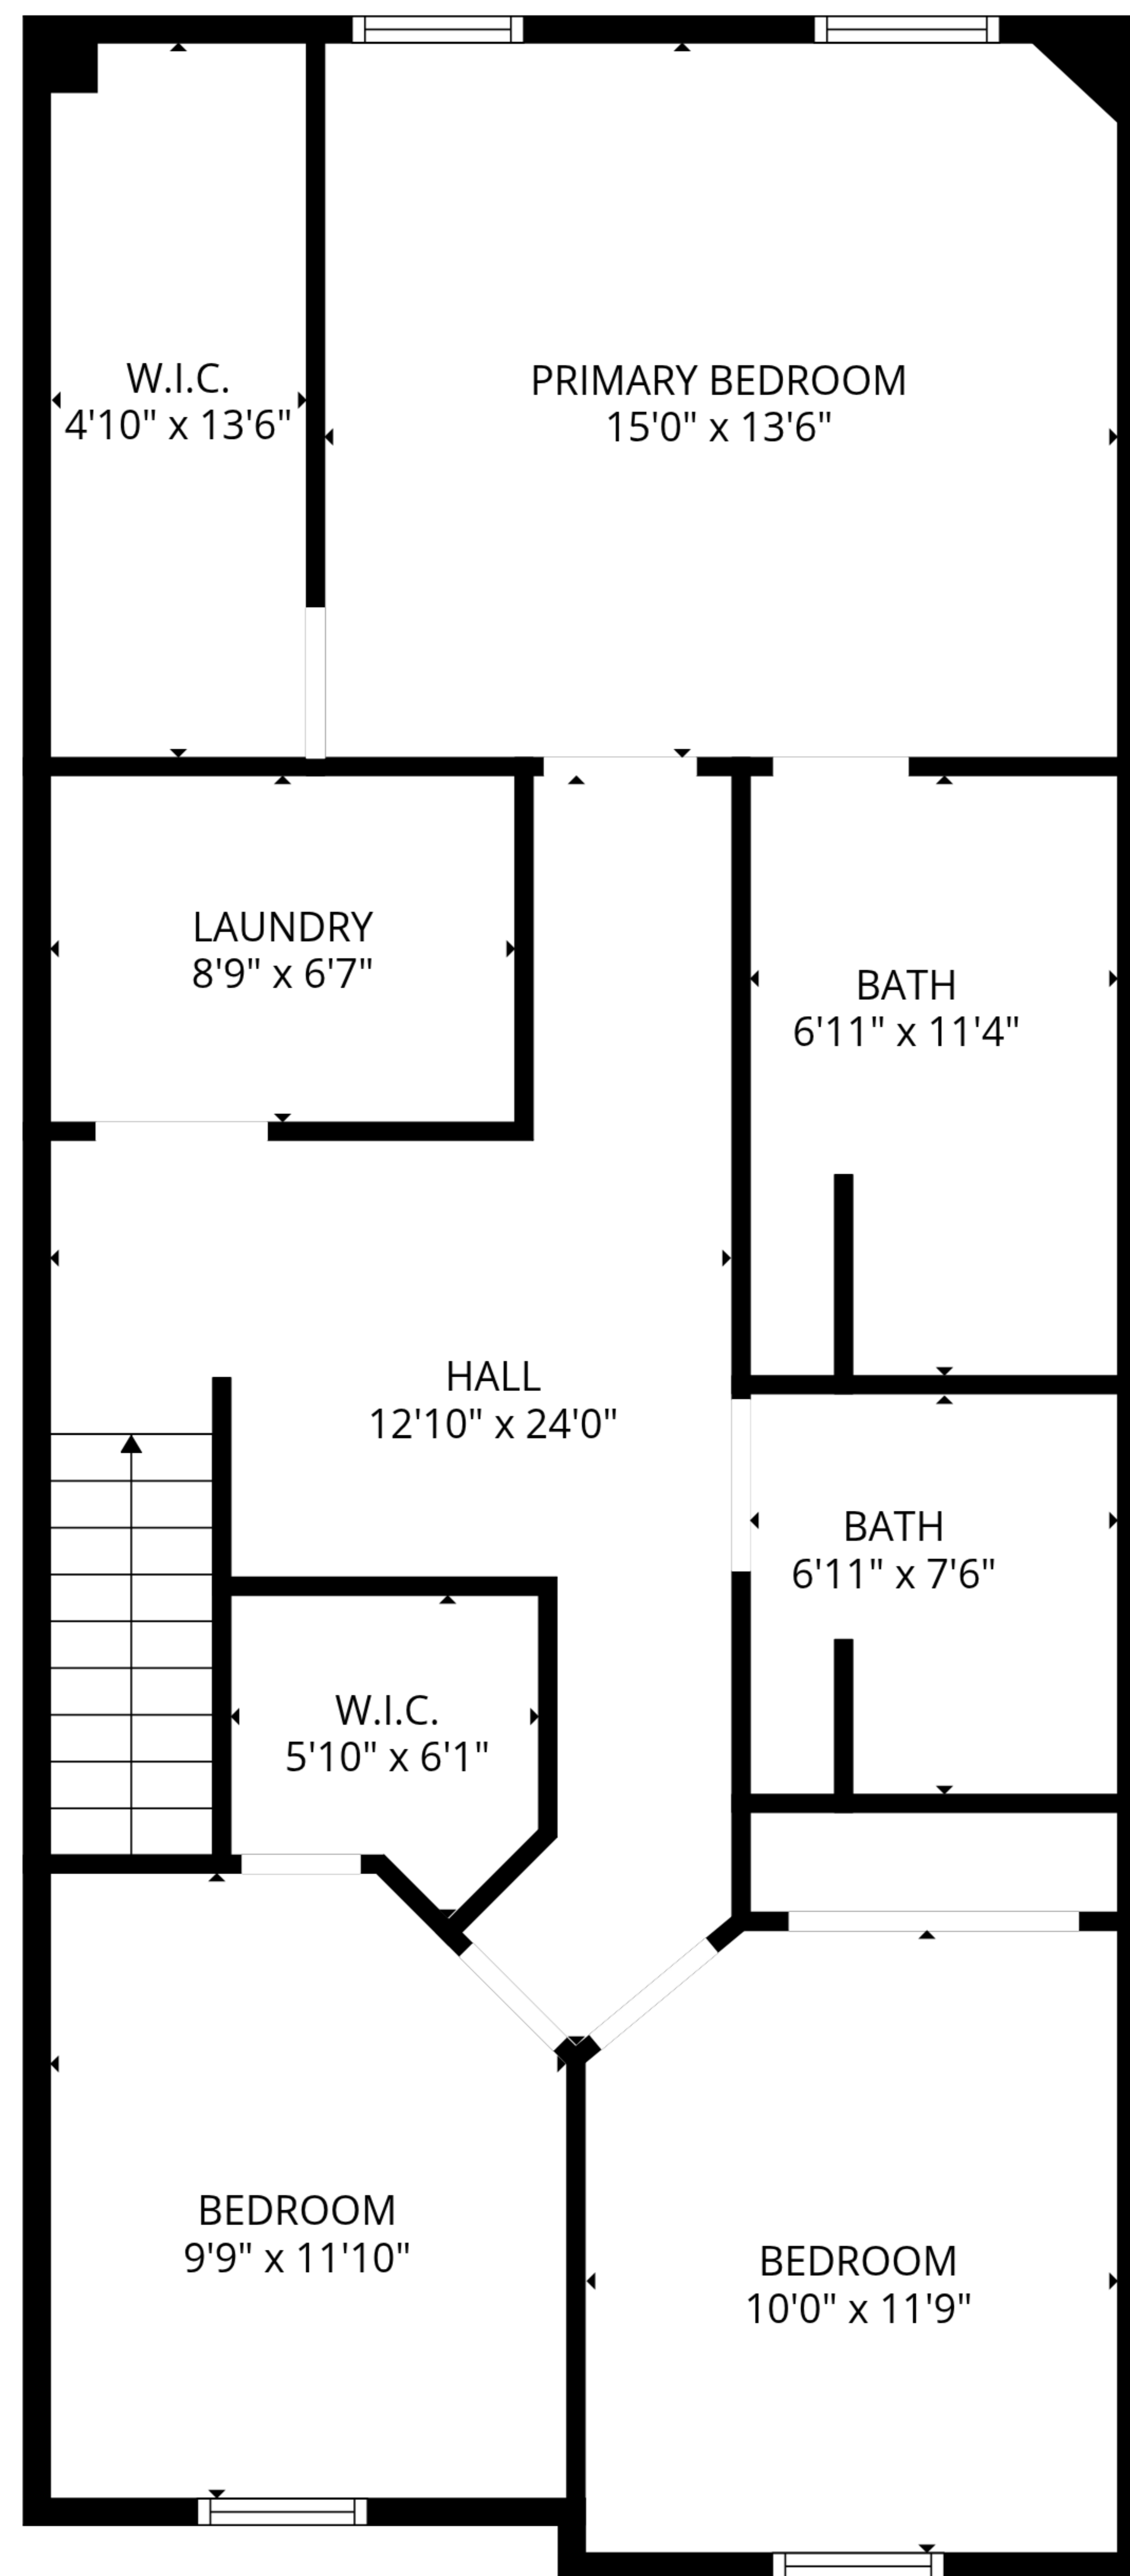 W.I.C.
4'10" x 13'6"
PRIMARY BEDROOM
15'0" x 13'6"
LAUNDRY
8'9" x 6'7"
BATH
6'11" x 11'4"
HALL
12'10" x 24'0"
BATH
6'11" x 7'6"
W.I.C.
5'10" x 6'1"
BEDROOM
9'9" x 11'10"
BEDROOM
10'0" x 11'9"